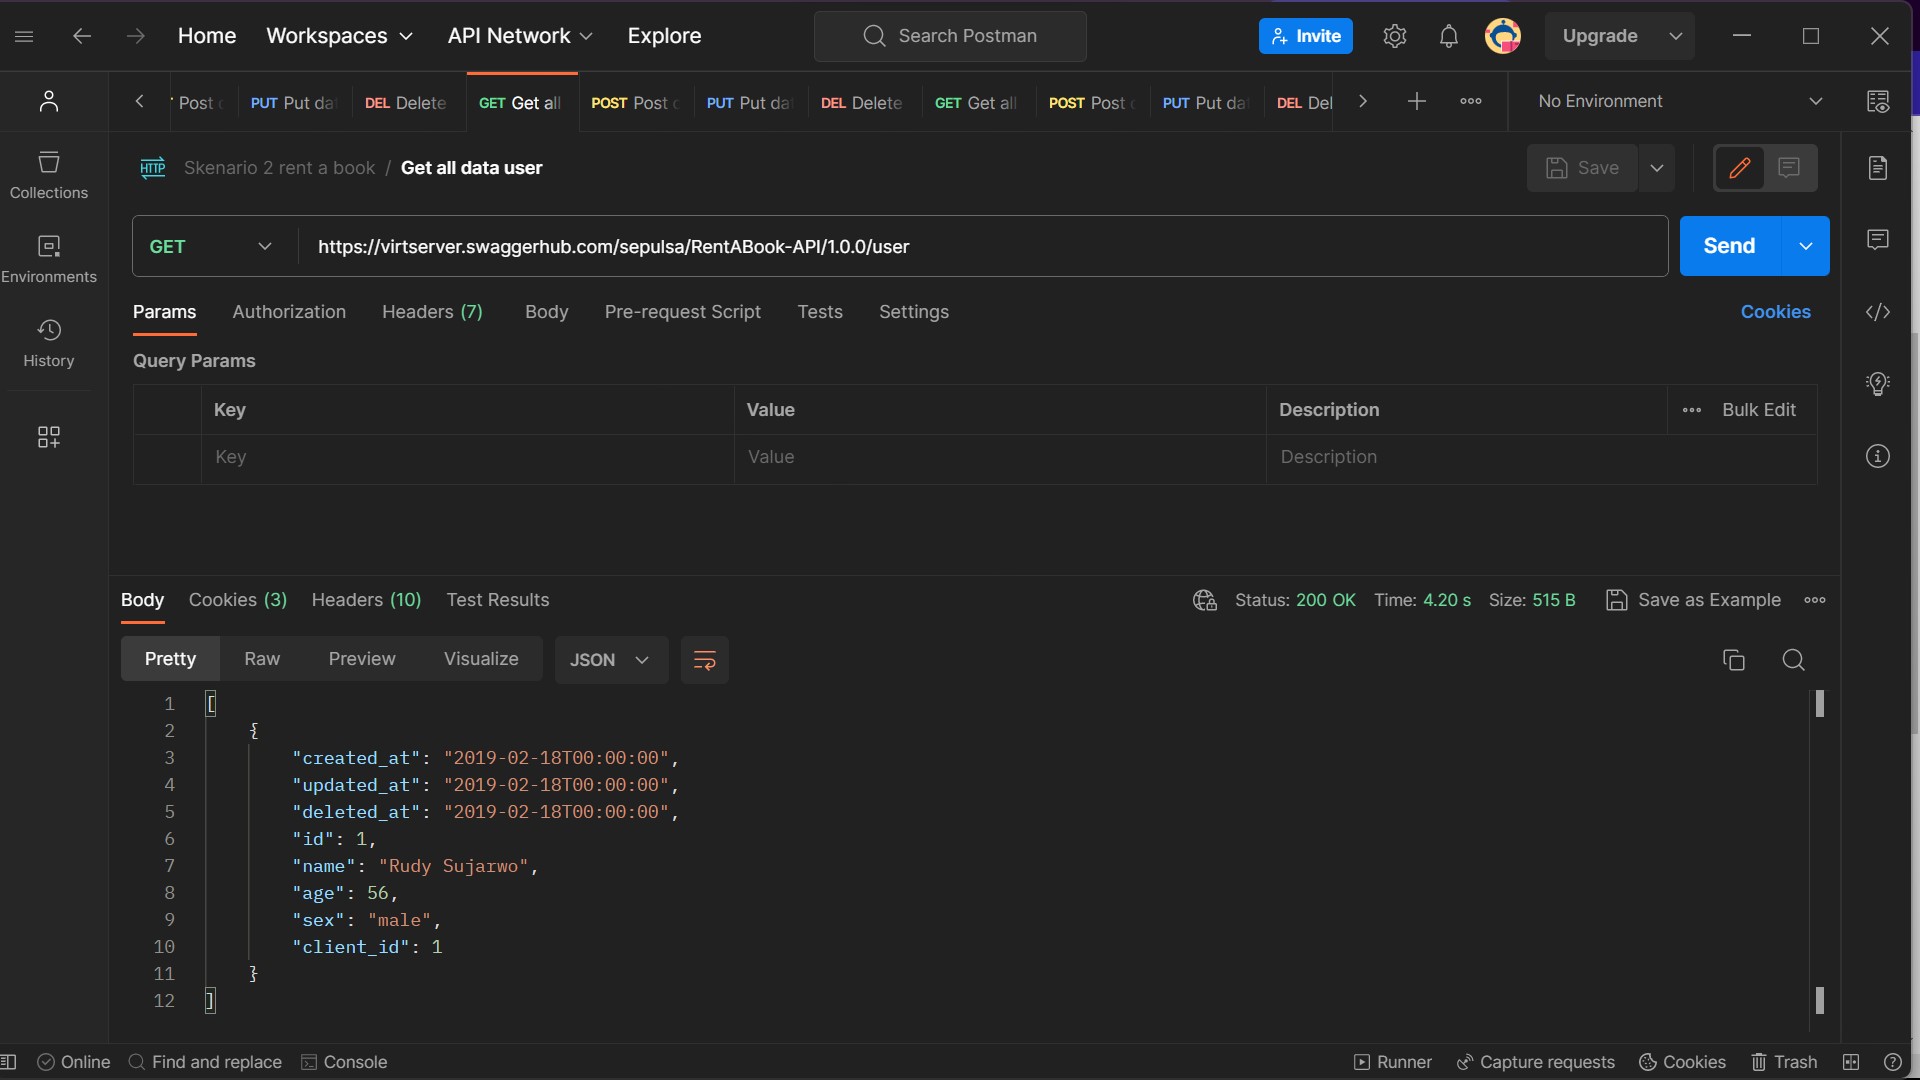 Home Workspaces API Network Explore Search Postman Invite Upgrade
Post PUT Put da DEL Delete GET Get all POST Post PUT Put da DEL Delete GET Get all POST Post PUT Put da DEL Del No Environment
HTTP Skenario 2 rent a book / Get all data user Save
Collections
GET https://virtserver.swaggerhub.com/sepulsa/RentABook-API/1.0.0/user Send
Environments
Params Authorization Headers (7) Body Pre-request Script Tests Settings Cookies
History
Query Params
Key Value Description Bulk Edit
Key Value Description
Body Cookies (3) Headers (10) Test Results Status: 200 OK Time: 4.20 s Size: 515 B Save as Example
Pretty Raw Preview Visualize JSON
1 [
2 {
3 "created_at": "2019-02-18T00:00:00",
4 "updated_at": "2019-02-18T00:00:00",
5 "deleted_at": "2019-02-18T00:00:00",
6 "id": 1,
7 "name": "Rudy Sujarwo",
8 "age": 56,
9 "sex": "male",
10 "client_id": 1
11 }
12 ]
Online Find and replace Console Runner Capture requests Cookies Trash